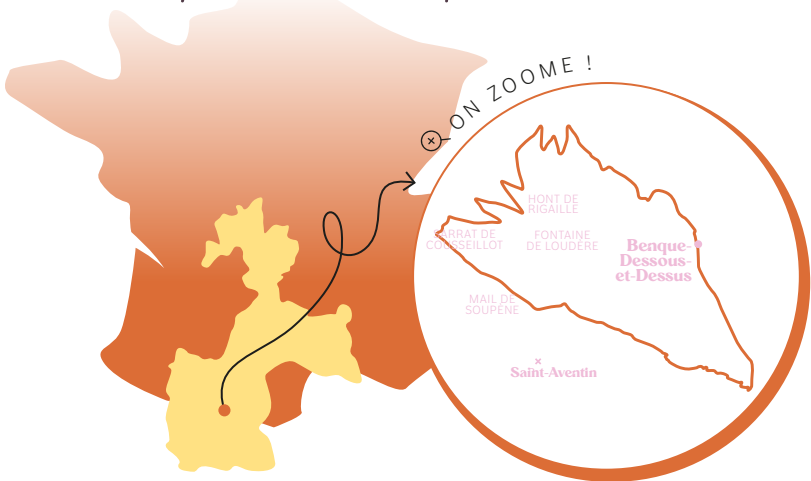 ON ZOOME !
HONT DE
RIGAILLE
FONTAINE
DE LOUDÈRE
COUSSEILLOT
Benque-
Dessous-
et-Dessus
MAIL DE
SOUPÈNE
Saint-Aventin